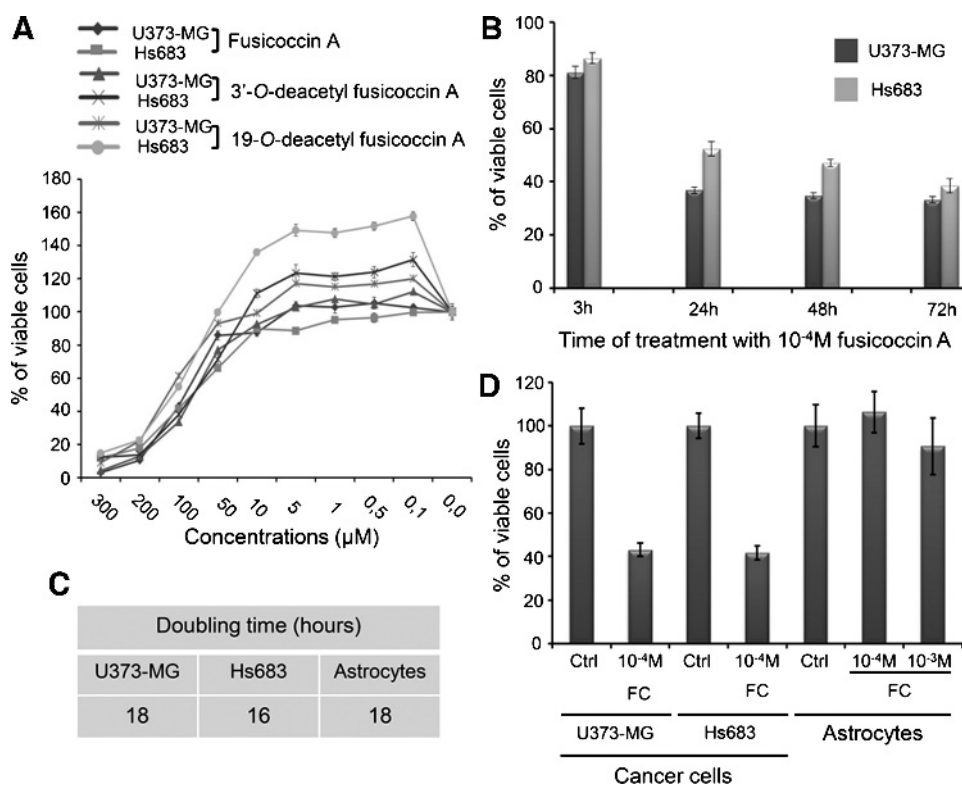 A
U373-MG
Hs683
Fusicoccin A
U373-MG
Hs683
3'-O-deacetyl fusicoccin A
U373-MG
Hs683
19-O-deacetyl fusicoccin A
% of viable cells
180
160
140
120
100
80
60
40
20
0
300 200 100 50 10 5 1 0,5 0,1 0,0
Concentrations (µM)
B
U373-MG
Hs683
% of viable cells
100
80
60
40
20
0
3h 24h 48h 72h
Time of treatment with 10⁻⁴M fusicoccin A
C
Doubling time (hours)
U373-MG Hs683 Astrocytes
18 16 18
D
% of viable cells
120
100
80
60
40
20
0
Ctrl 10⁻⁴M Ctrl 10⁻⁴M Ctrl 10⁻⁴M 10⁻³M
FC FC FC
U373-MG Hs683 Astrocytes
Cancer cells